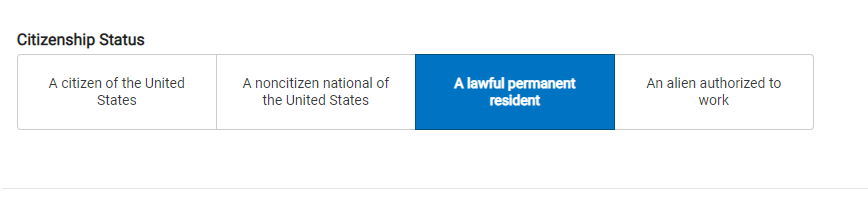 Citizenship Status
A citizen of the United
States
A noncitizen national of
the United States
A lawful permanent
resident
An alien authorized to
work